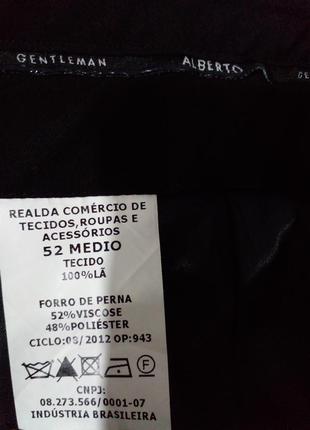 GENTLEMAN ALBERTO GE
REALDA COMÉRCIO DE
TECIDOS,ROUPAS E
ACESSÓRIOS
52 MEDIO
TECIDO
100%LÃ
FORRO DE PERNA
52%VISCOSE
48%POLIÉSTER
CICLO:08/2012 OP:943
F
CNPJ:
08.273.566/0001-07
INDÚSTRIA BRASILEIRA